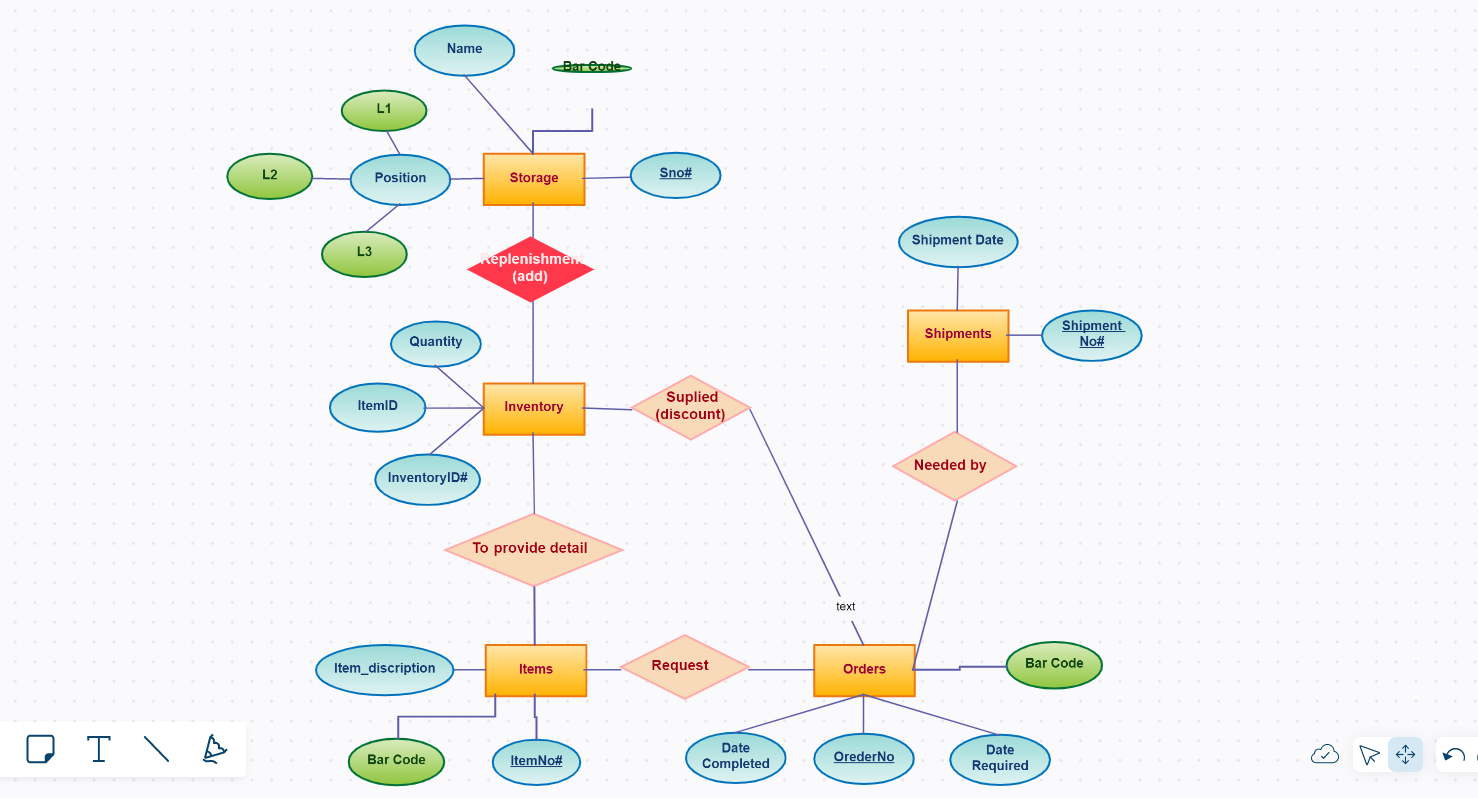 Name
Bar Code
L1
L2
Position
Storage
Sno#
L3
Replenishment
(add)
Shipment Date
Shipments
Shipment
No#
Quantity
ItemID
Inventory
Suplied
(discount)
InventoryID#
Needed by
To provide detail
text
Item_discription
Items
Request
Orders
Bar Code
Bar Code
ItemNo#
Date
Completed
OrederNo
Date
Required